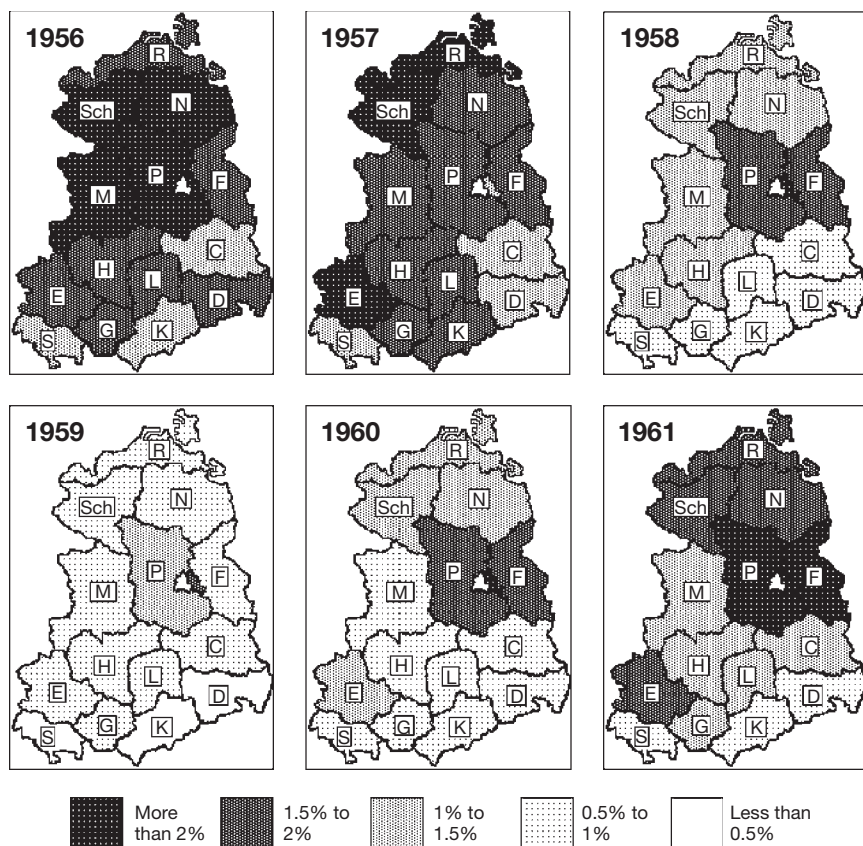 1956
R
Sch
N
P
F
M
C
H
L
E
D
G
K
S
1957
R
Sch
N
P
F
M
C
H
L
E
D
G
K
S
1958
R
Sch
N
P
F
M
C
H
L
E
D
G
K
S
1959
R
Sch
N
P
F
M
C
H
L
E
D
G
K
S
1960
R
Sch
N
P
F
M
C
H
L
E
D
G
K
S
1961
R
Sch
N
P
F
M
C
H
L
E
D
G
K
S
More
than 2%
1.5% to
2%
1% to
1.5%
0.5% to
1%
Less than
0.5%